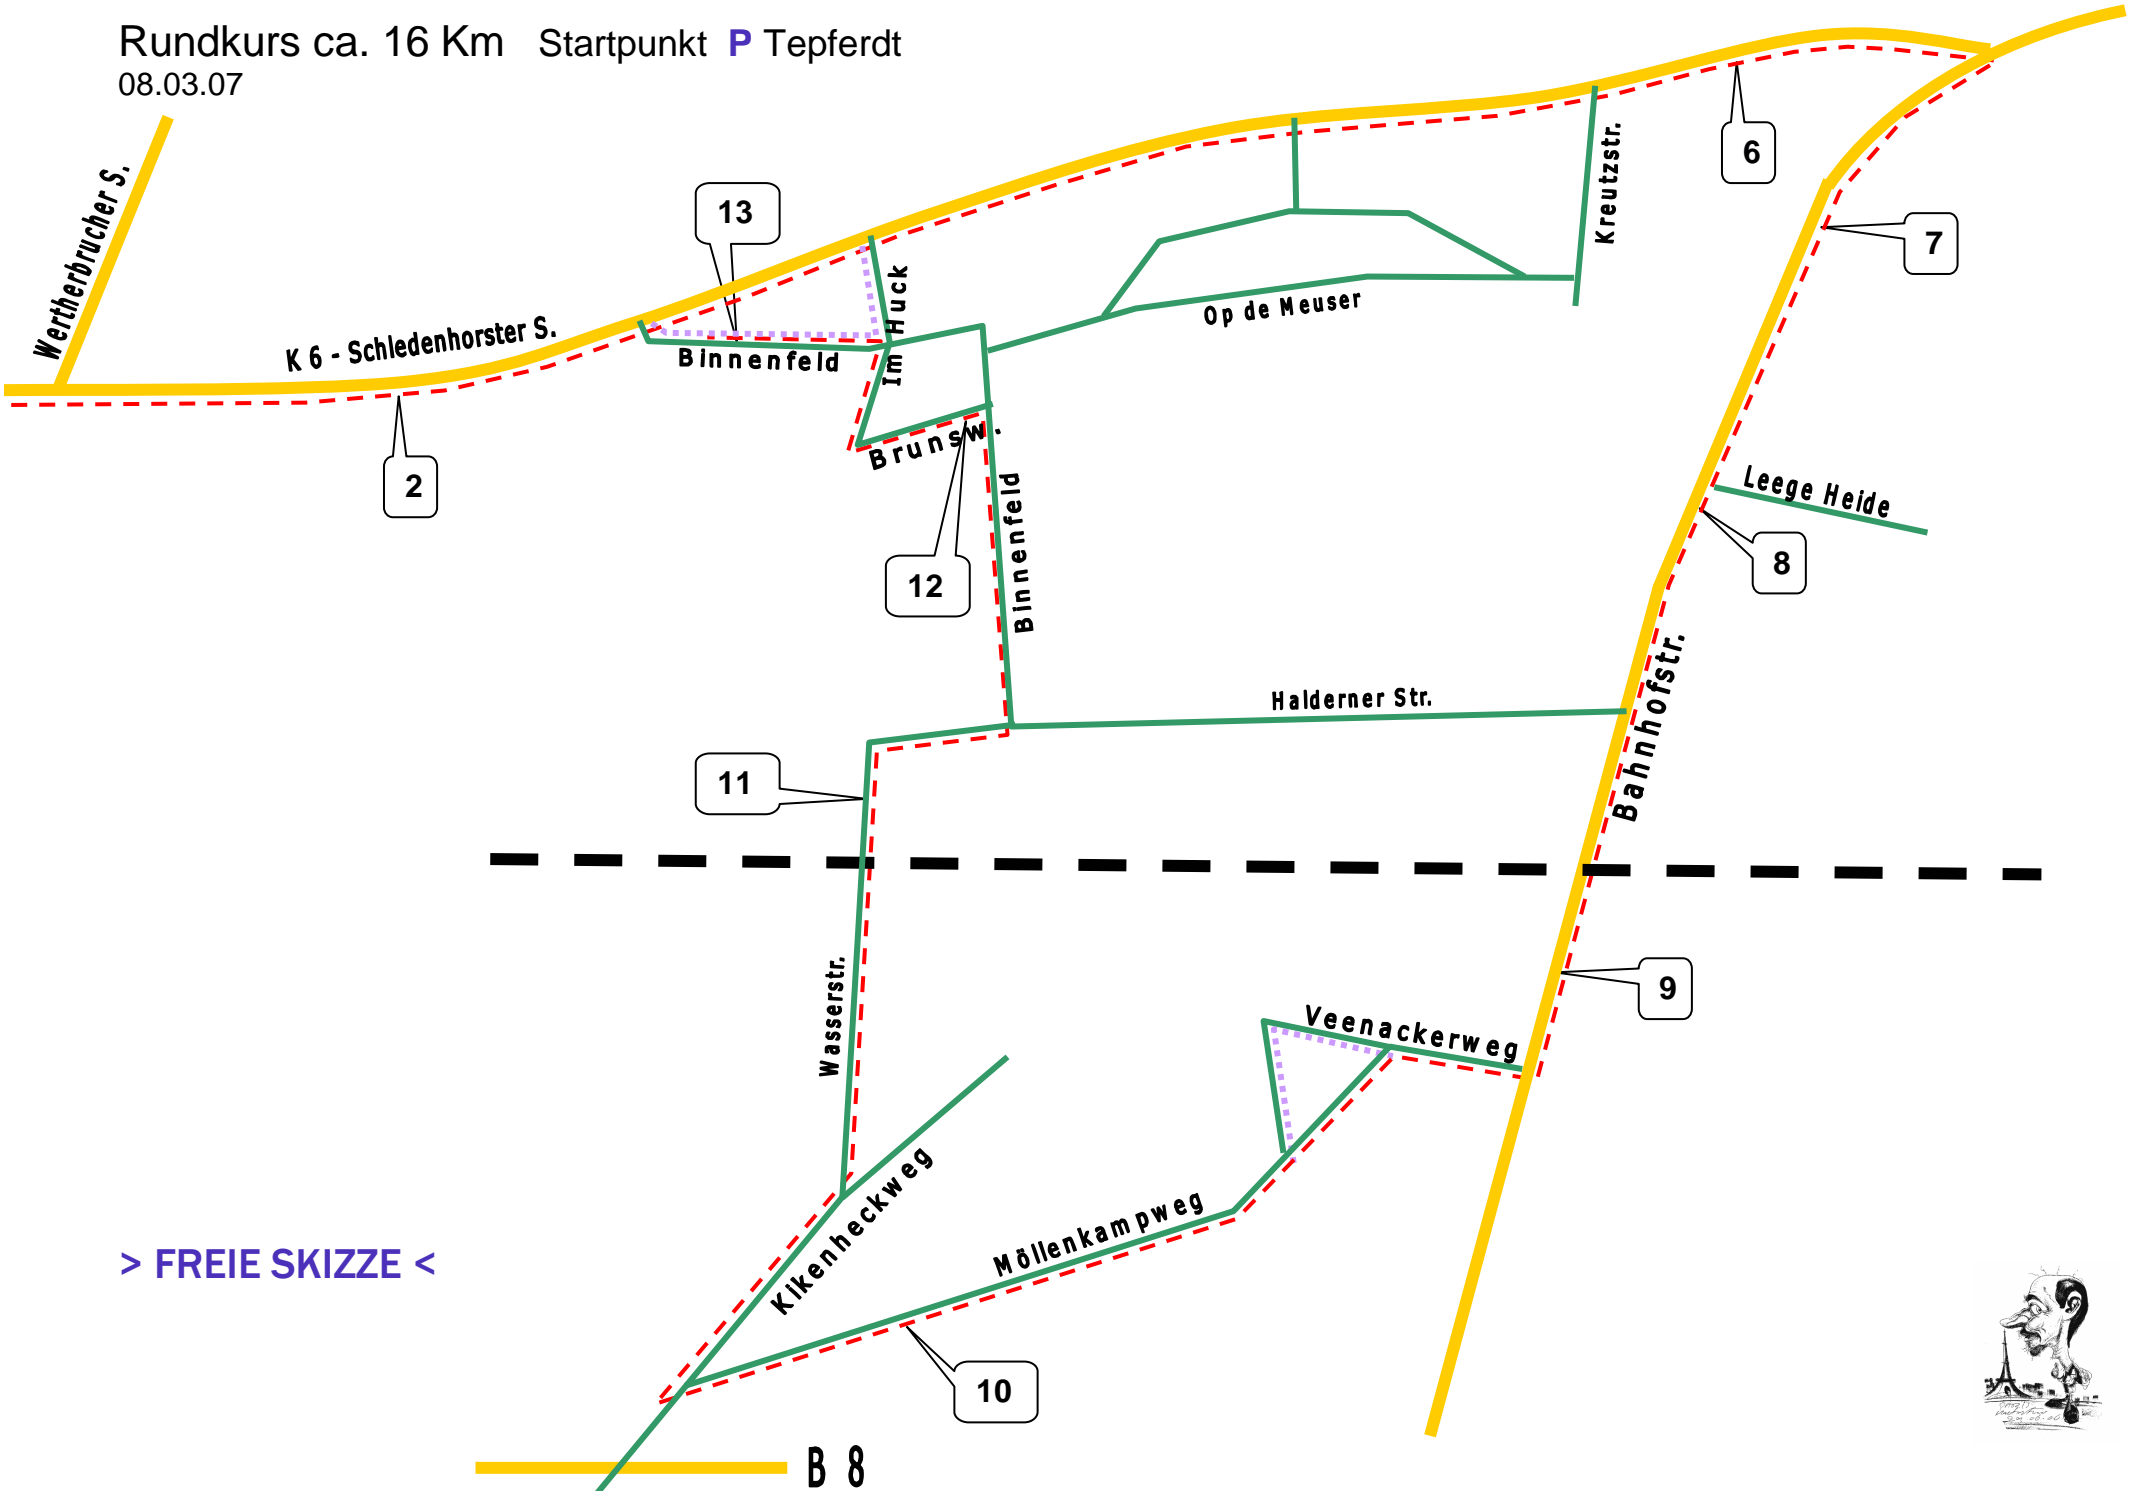 Rundkurs ca. 16 Km Startpunkt P Tepferdt
08.03.07
Wertherbrucher S.
K 6 - Schledenhorster S.
13
6
7
Kreutzstr.
Im Huck
Op de Meuser
Binnenfeld
2
Brunsw.
Leege Heide
8
12
Binnenfeld
Halderner Str.
Bahnhofstr.
11
9
Wasserstr.
Veenackerweg
Kikenheckweg
Möllenkampweg
> FREIE SKIZZE <
10
B 8